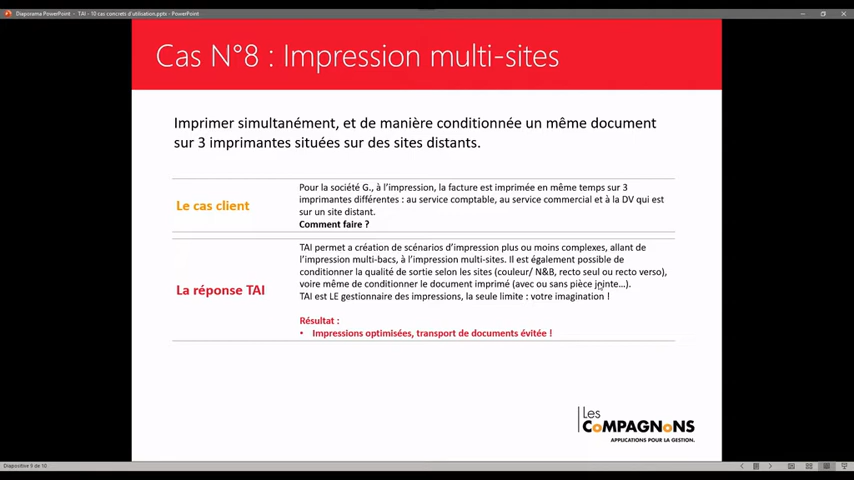 Diaporama PowerPoint - TAI - 10 cas concrets d'utilisation.pptx - PowerPoint
Cas N°8 : Impression multi-sites
Imprimer simultanément, et de manière conditionnée un même document
sur 3 imprimantes situées sur des sites distants.
Le cas client
Pour la société G., à l'impression, la facture est imprimée en même temps sur 3
imprimantes différentes : au service comptable, au service commercial et à la DV qui est
sur un site distant.
Comment faire ?
La réponse TAI
TAI permet a création de scénarios d'impression plus ou moins complexes, allant de
l'impression multi-bacs, à l'impression multi-sites. Il est également possible de
conditionner la qualité de sortie selon les sites (couleur/ N&B, recto seul ou recto verso),
voire même de conditionner le document imprimé (avec ou sans pièce jointe...).
TAI est LE gestionnaire des impressions, la seule limite : votre imagination !
Résultat :
• Impressions optimisées, transport de documents évitée !
Les
CoMPAGNoNS
APPLICATIONS POUR LA GESTION.
Diapositive 9 de 10